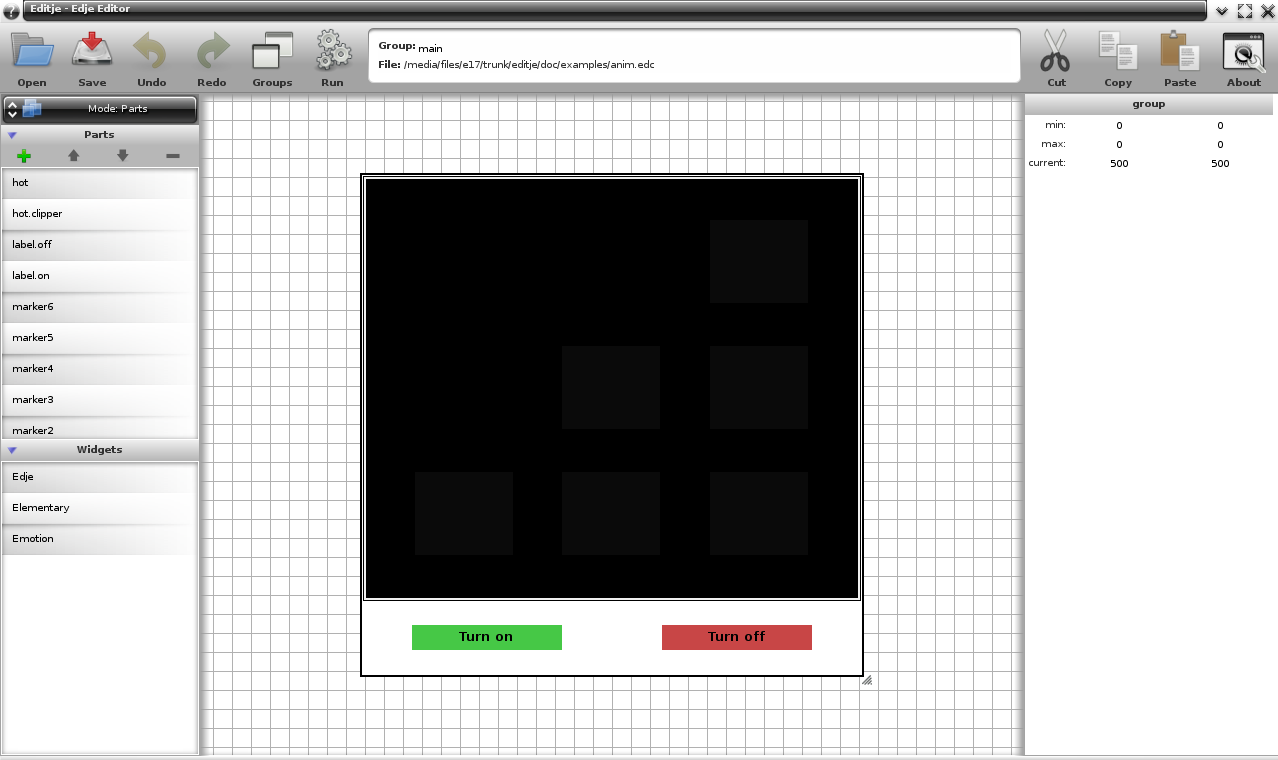 Editje - Edje Editor
Open
Save
Undo
Redo
Groups
Run
Group: main
File: /media/files/e17/trunk/editje/doc/examples/anim.edc
Cut
Copy
Paste
About
Mode: Parts
Parts
hot
hot.clipper
label.off
label.on
marker6
marker5
marker4
marker3
marker2
Widgets
Edje
Elementary
Emotion
Turn on
Turn off
group
min: 0 0
max: 0 0
current: 500 500